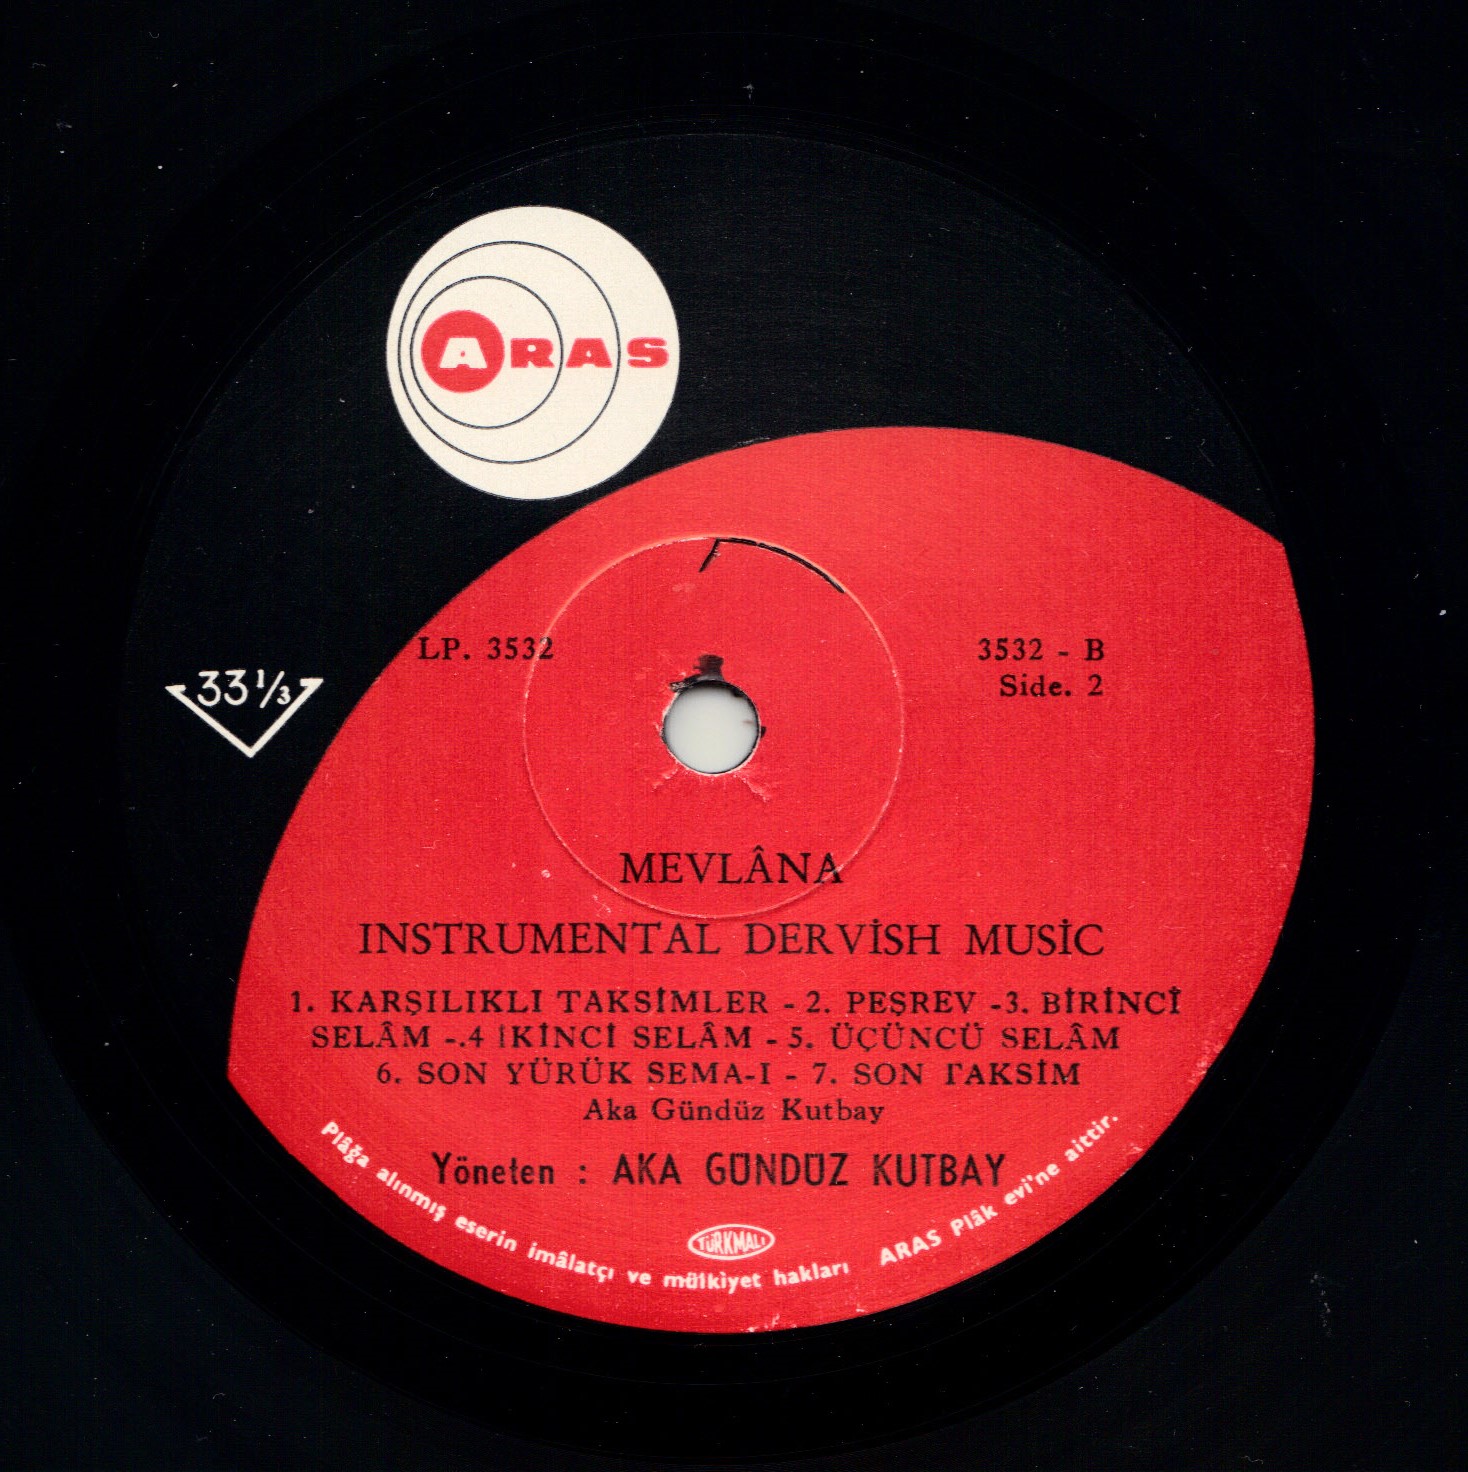 ARAS
LP. 3532
3532 - B
Side. 2
33 1/3
MEVLÂNA
INSTRUMENTAL DERVİSH MUSİC
1. KARŞILIKLI TAKSİMLER - 2. PEŞREV -3. BİRİNCİ
SELÂM -.4 İKİNCİ SELÂM - 5. ÜÇÜNCÜ SELÂM
6. SON YÜRÜK SEMA-I - 7. SON TAKSİM
Aka Gündüz Kutbay
Yöneten : AKA GÜNDÜZ KUTBAY
TÜRKMALI
Plâğa alınmış eserin imâlatçı ve mülkiyet hakları ARAS Plâk evi'ne aittir.